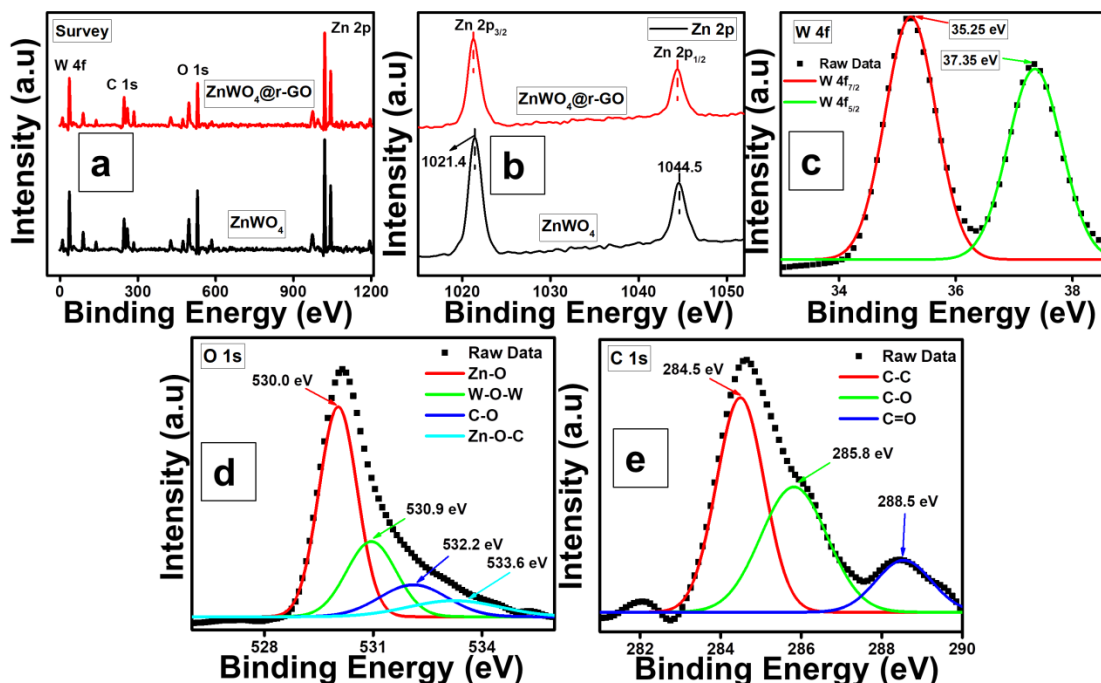 Survey
W 4f
C 1s
O 1s
Zn 2p
ZnWO4@r-GO
a
ZnWO4
Intensity (a.u)
0 300 600 900 1200
Binding Energy (eV)
Zn 2p3/2
Zn 2p
Zn 2p1/2
ZnWO4@r-GO
1021.4
b
1044.5
ZnWO4
Intensity (a.u)
1020 1030 1040 1050
Binding Energy (eV)
W 4f
35.25 eV
37.35 eV
Raw Data
W 4f7/2
W 4f5/2
c
Intensity (a.u)
34 36 38
Binding Energy (eV)
O 1s
530.0 eV
Raw Data
Zn-O
W-O-W
C-O
Zn-O-C
d
530.9 eV
532.2 eV
533.6 eV
Intensity (a.u)
528 531 534
Binding Energy (eV)
C 1s
284.5 eV
Raw Data
C-C
C-O
C=O
e
285.8 eV
288.5 eV
Intensity (a.u)
282 284 286 288 290
Binding Energy (eV)